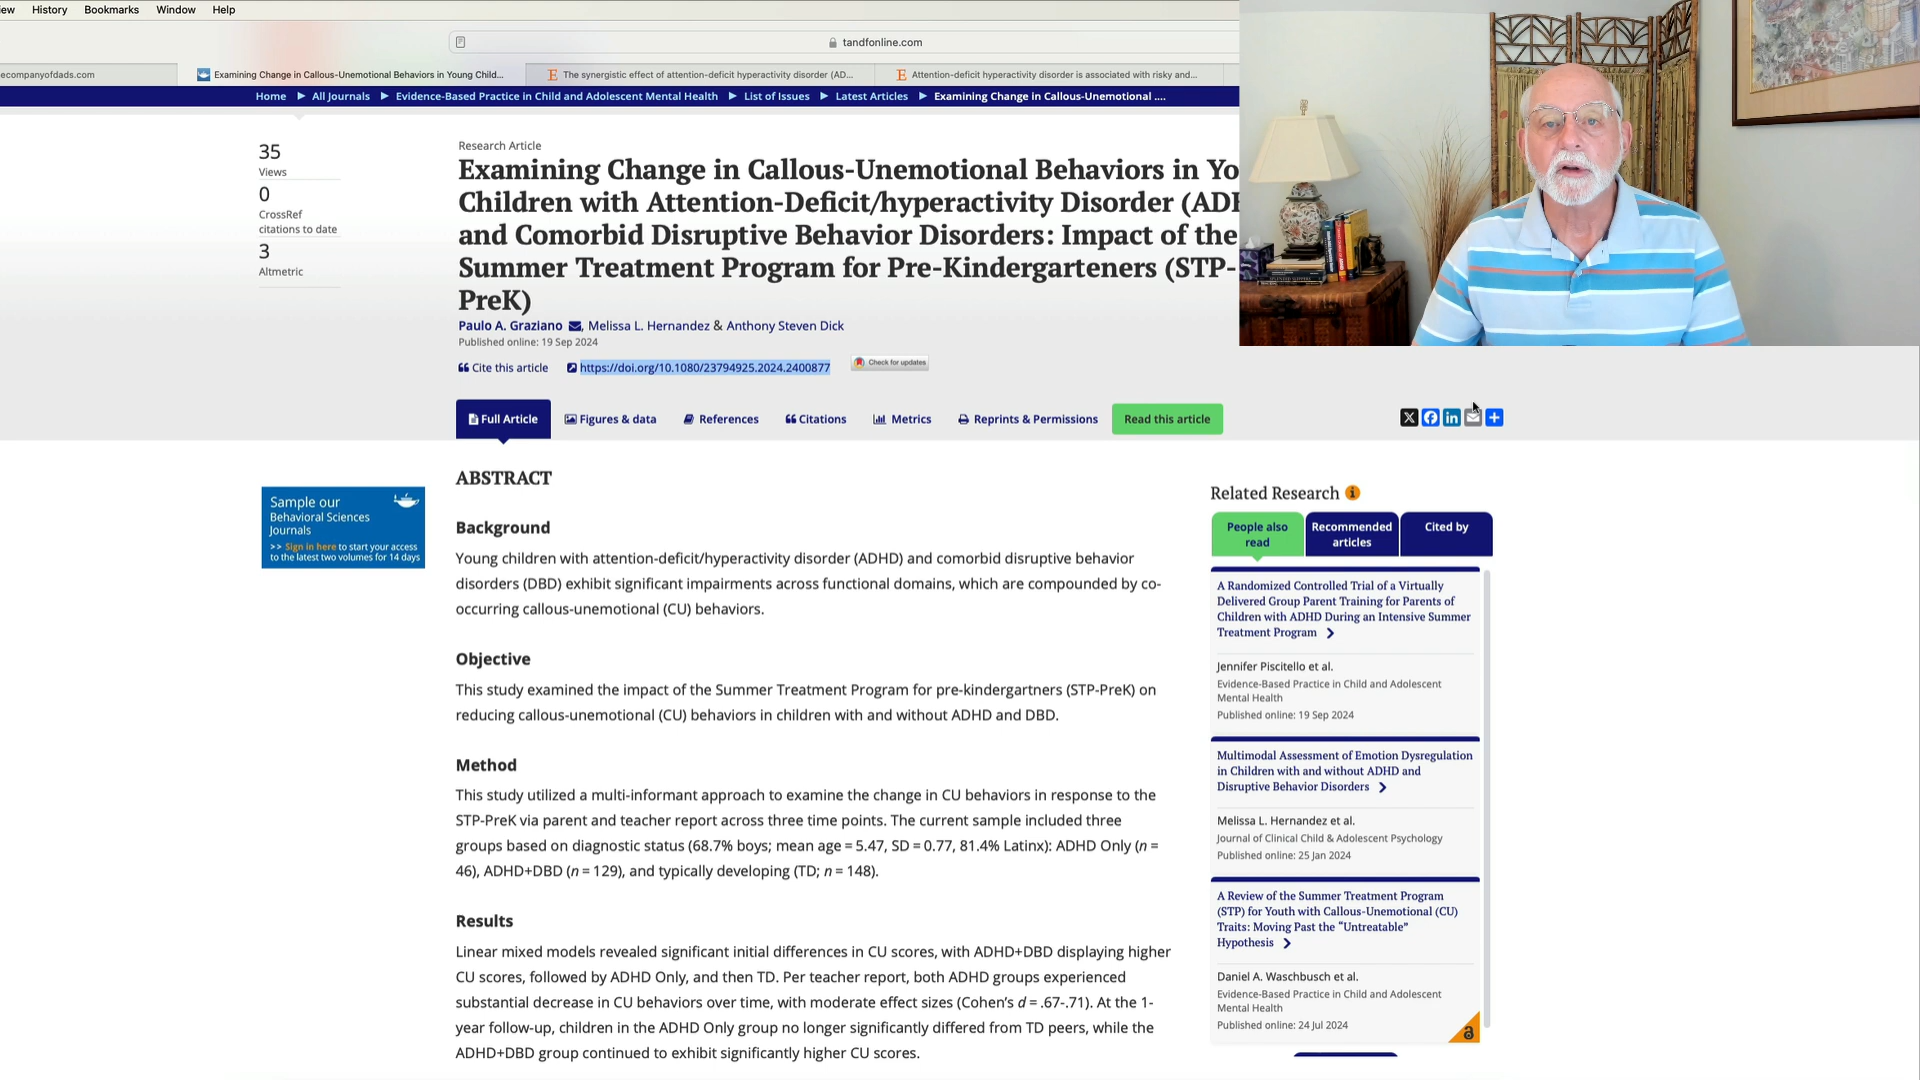 ew History Bookmarks Window Help
tandfonline.com
ecompanyofdads.com
Examining Change in Callous-Unemotional Behaviors in Young Child...
The synergistic effect of attention-deficit hyperactivity disorder (AD...
Attention-deficit hyperactivity disorder is associated with risky and...
Home ► All Journals ► Evidence-Based Practice in Child and Adolescent Mental Health ► List of Issues ► Latest Articles ► Examining Change in Callous-Unemotional ....
35
Views
0
CrossRef
citations to date
3
Altmetric
Research Article
Examining Change in Callous-Unemotional Behaviors in Yo
Children with Attention-Deficit/hyperactivity Disorder (ADH
and Comorbid Disruptive Behavior Disorders: Impact of the
Summer Treatment Program for Pre-Kindergarteners (STP-
PreK)
Paulo A. Graziano, Melissa L. Hernandez & Anthony Steven Dick
Published online: 19 Sep 2024
Cite this article https://doi.org/10.1080/23794925.2024.2400877 Check for updates
Full Article Figures & data References Citations Metrics Reprints & Permissions Read this article
Sample our
Behavioral Sciences
Journals
>> Sign in here to start your access
to the latest two volumes for 14 days
ABSTRACT
Background
Young children with attention-deficit/hyperactivity disorder (ADHD) and comorbid disruptive behavior
disorders (DBD) exhibit significant impairments across functional domains, which are compounded by co-
occurring callous-unemotional (CU) behaviors.
Objective
This study examined the impact of the Summer Treatment Program for pre-kindergartners (STP-PreK) on
reducing callous-unemotional (CU) behaviors in children with and without ADHD and DBD.
Method
This study utilized a multi-informant approach to examine the change in CU behaviors in response to the
STP-PreK via parent and teacher report across three time points. The current sample included three
groups based on diagnostic status (68.7% boys; mean age = 5.47, SD = 0.77, 81.4% Latinx): ADHD Only (n =
46), ADHD+DBD (n = 129), and typically developing (TD; n = 148).
Results
Linear mixed models revealed significant initial differences in CU scores, with ADHD+DBD displaying higher
CU scores, followed by ADHD Only, and then TD. Per teacher report, both ADHD groups experienced
substantial decrease in CU behaviors over time, with moderate effect sizes (Cohen's d = .67-.71). At the 1-
year follow-up, children in the ADHD Only group no longer significantly differed from TD peers, while the
ADHD+DBD group continued to exhibit significantly higher CU scores.
Related Research
People also
read
Recommended
articles
Cited by
A Randomized Controlled Trial of a Virtually
Delivered Group Parent Training for Parents of
Children with ADHD During an Intensive Summer
Treatment Program
Jennifer Piscitello et al.
Evidence-Based Practice in Child and Adolescent
Mental Health
Published online: 19 Sep 2024
Multimodal Assessment of Emotion Dysregulation
in Children with and without ADHD and
Disruptive Behavior Disorders
Melissa L. Hernandez et al.
Journal of Clinical Child & Adolescent Psychology
Published online: 25 Jan 2024
A Review of the Summer Treatment Program
(STP) for Youth with Callous-Unemotional (CU)
Traits: Moving Past the “Untreatable”
Hypothesis
Daniel A. Waschbusch et al.
Evidence-Based Practice in Child and Adolescent
Mental Health
Published online: 24 Jul 2024